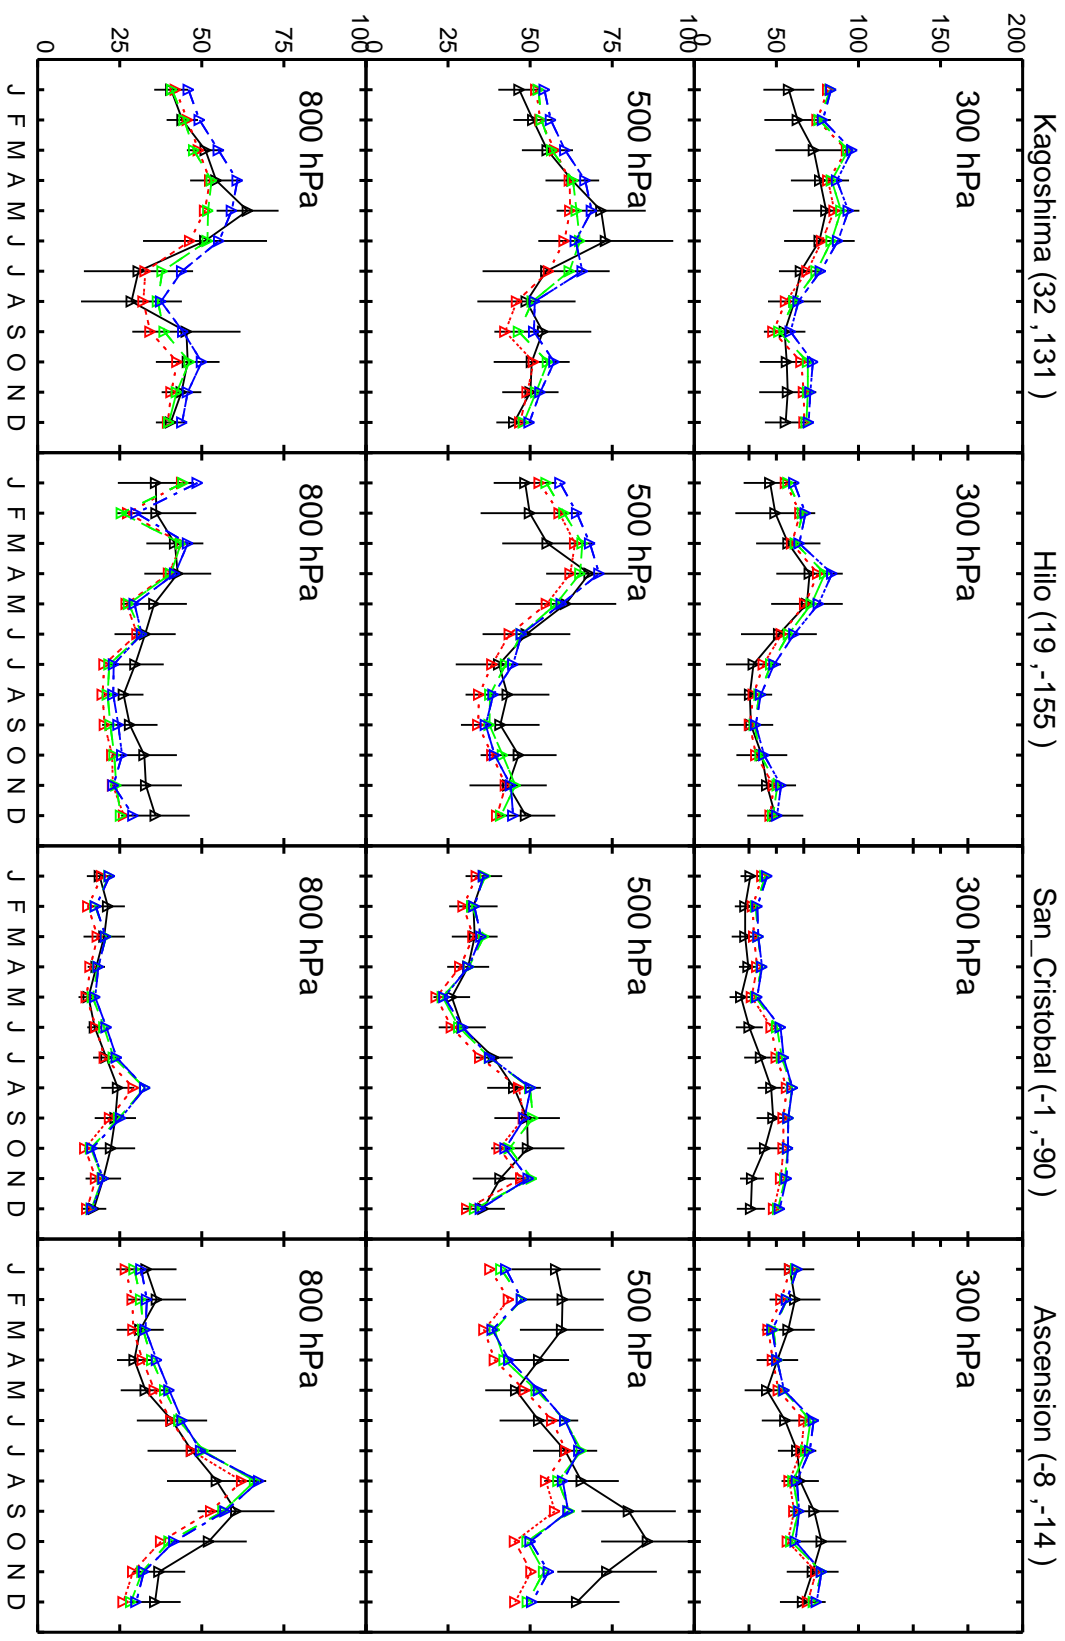 Kagoshima (32 ,131 )
Hilo (19 ,-155 )
San_Cristobal (-1 ,-90 )
Ascension (-8 ,-14 )
200
150
100
50
0
300 hPa
300 hPa
300 hPa
300 hPa
100
75
50
25
0
500 hPa
500 hPa
500 hPa
500 hPa
100
75
50
25
0
800 hPa
800 hPa
800 hPa
800 hPa
J F M A M J J A S O N D
J F M A M J J A S O N D
J F M A M J J A S O N D
J F M A M J J A S O N D